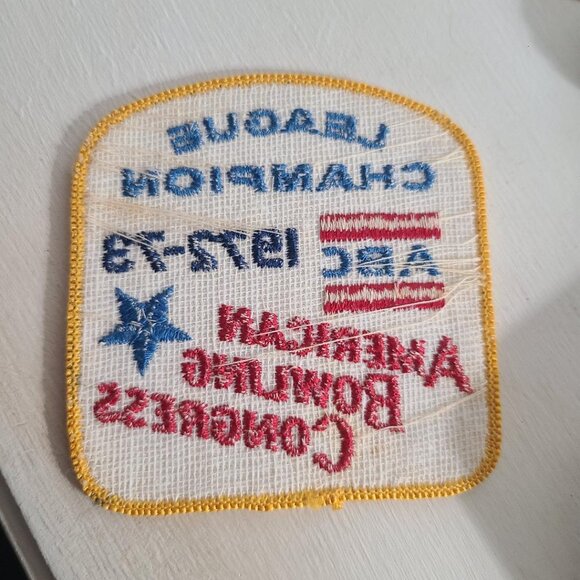 LEAGUE
CHAMPION
1972-73
ABC
AMERICAN
BOWLING
CONGRESS